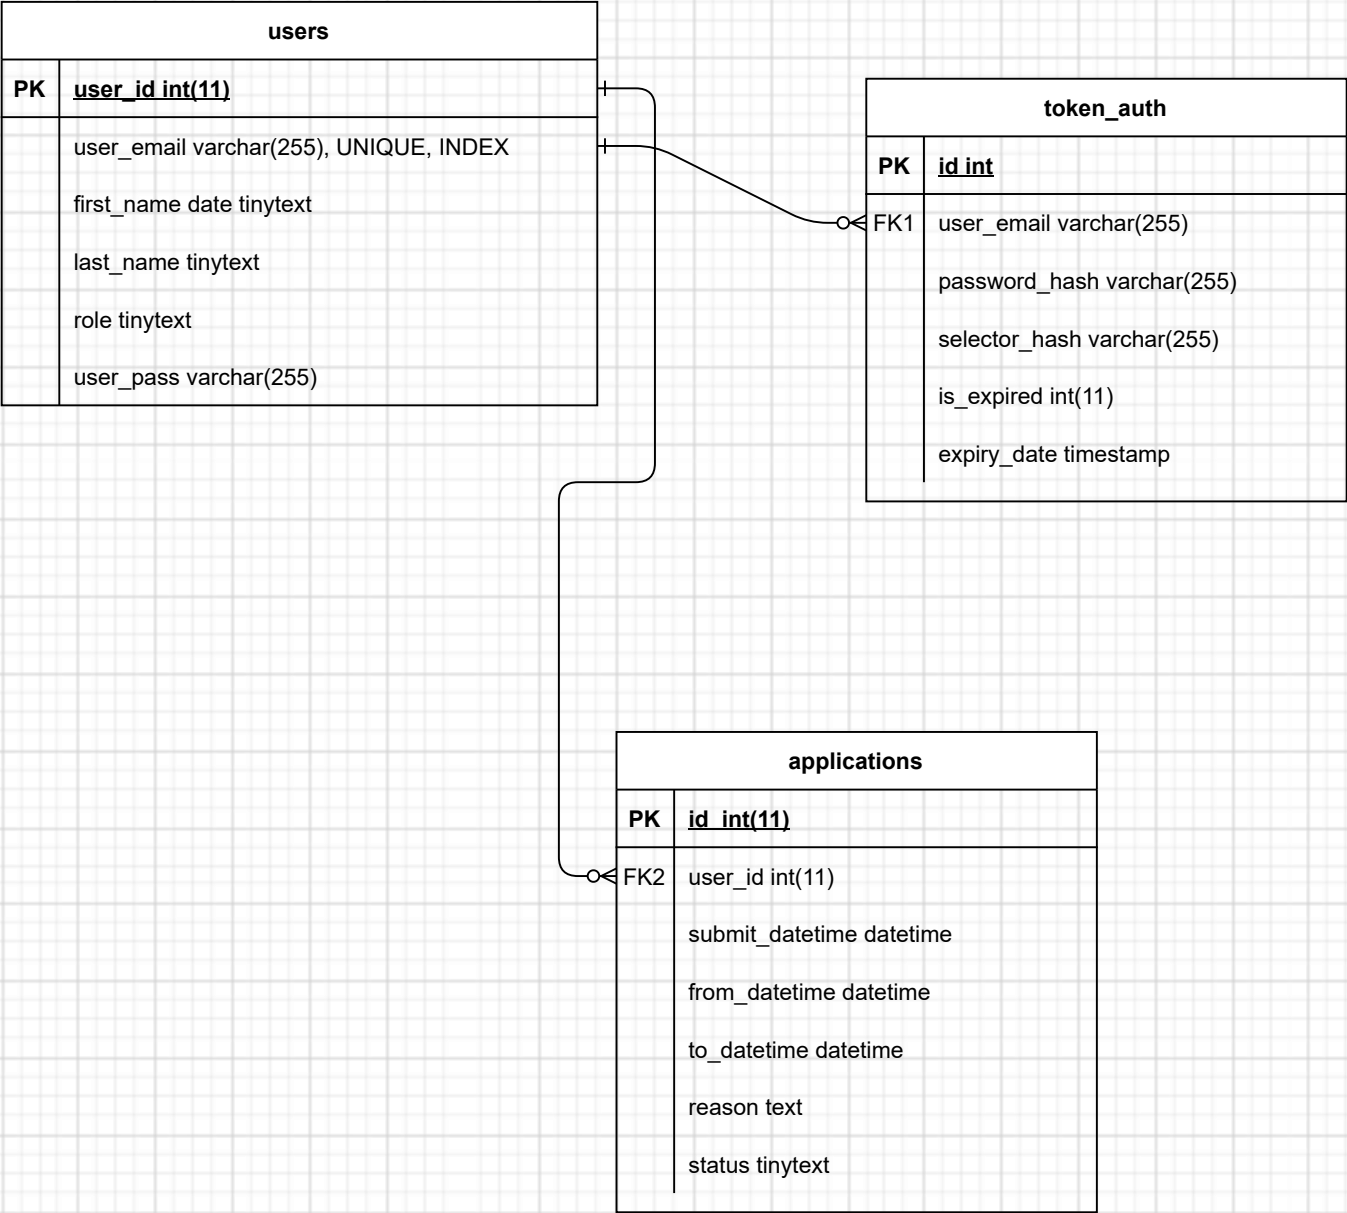 users
PK user_id int(11)
user_email varchar(255), UNIQUE, INDEX
first_name date tinytext
last_name tinytext
role tinytext
user_pass varchar(255)
token_auth
PK id int
FK1 user_email varchar(255)
password_hash varchar(255)
selector_hash varchar(255)
is_expired int(11)
expiry_date timestamp
applications
PK id int(11)
FK2 user_id int(11)
submit_datetime datetime
from_datetime datetime
to_datetime datetime
reason text
status tinytext